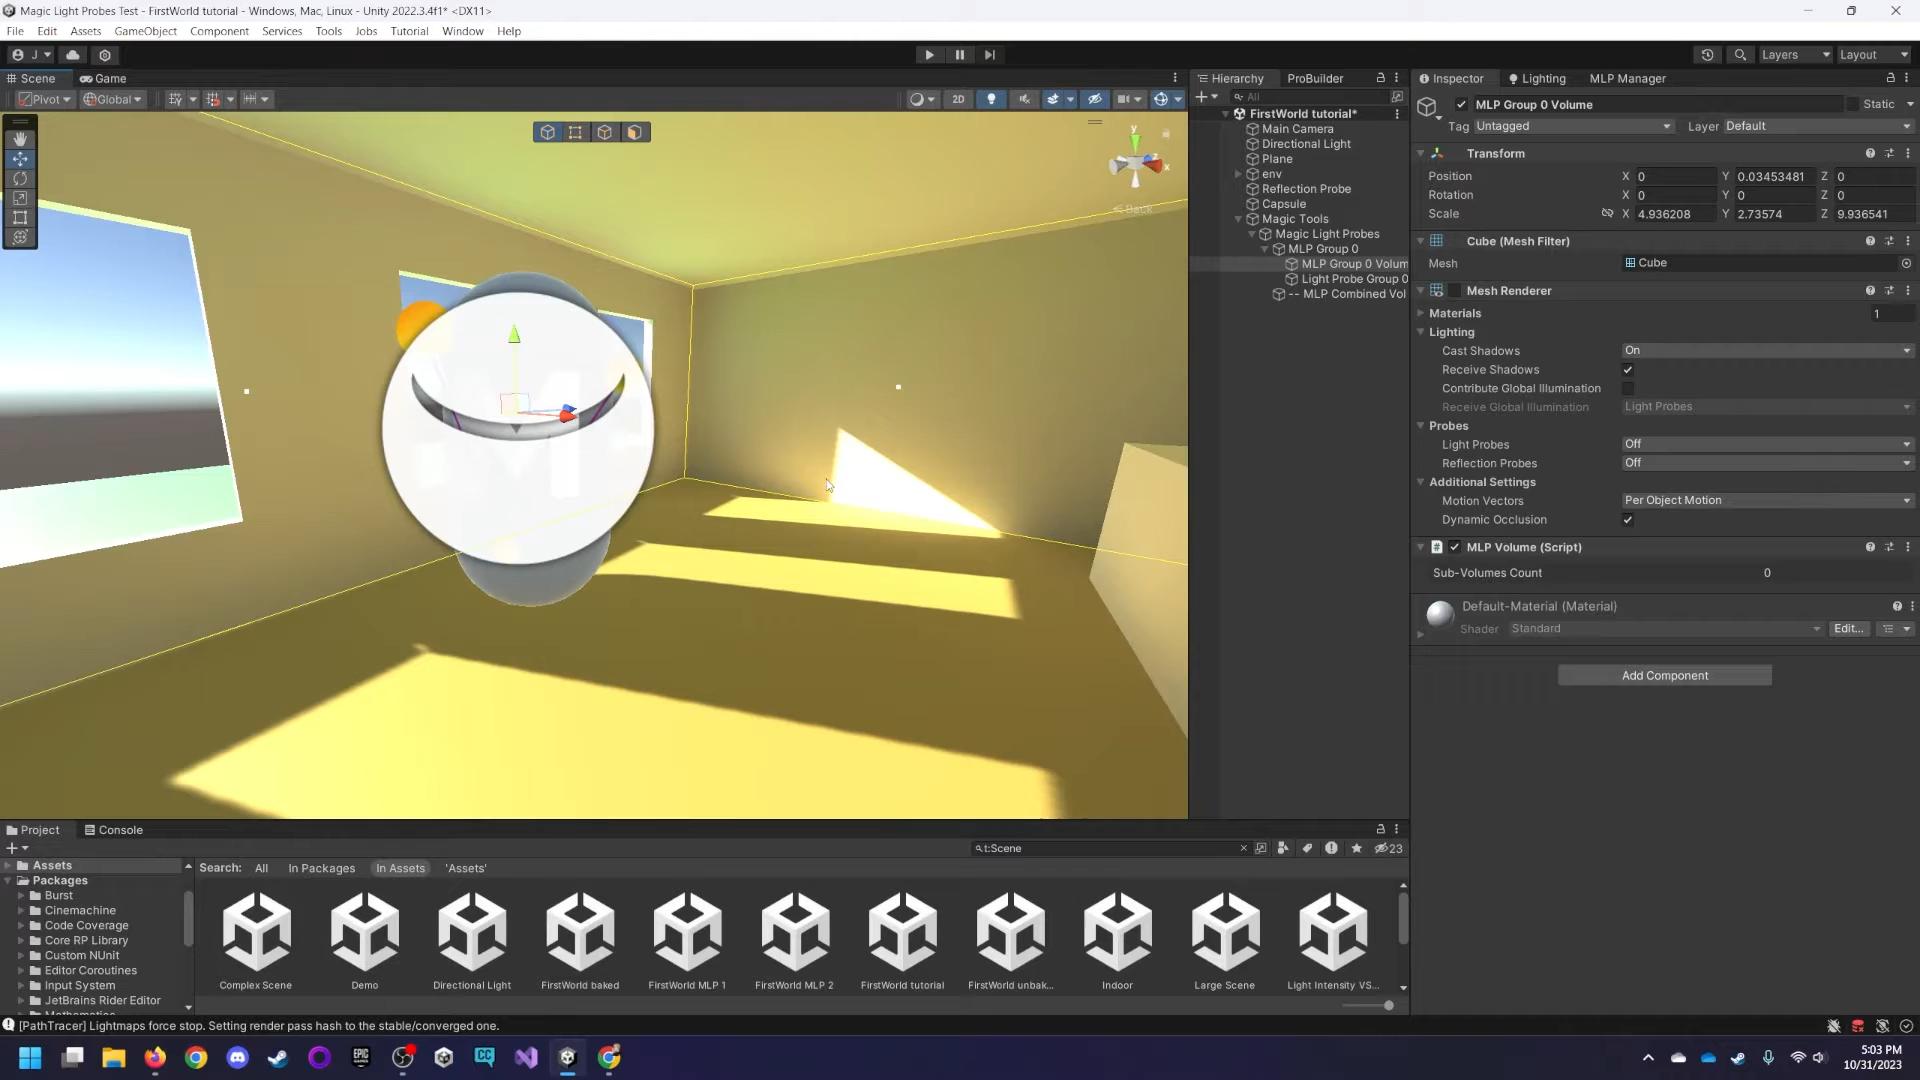 Magic Light Probes Test - FirstWorld tutorial - Windows, Mac, Linux - Unity 2022.3.4f1* <DX11>
File Edit Assets GameObject Component Services Tools Jobs Tutorial Window Help
J Layers Layout
Scene Game Hierarchy ProBuilder Inspector Lighting MLP Manager
Pivot Global 2D All
MLP Group 0 Volume Static
Tag Untagged Layer Default
FirstWorld tutorial*
Main Camera
Directional Light
Plane
env
Reflection Probe
Capsule
Magic Tools
Magic Light Probes
MLP Group 0
MLP Group 0 Volum
Light Probe Group 0
-- MLP Combined Vol
y
x
Back
Transform
Position X 0 Y 0.03453481 Z 0
Rotation X 0 Y 0 Z 0
Scale X 4.936208 Y 2.73574 Z 9.936541
Cube (Mesh Filter)
Mesh Cube
Mesh Renderer
Materials 1
Lighting
Cast Shadows On
Receive Shadows
Contribute Global Illumination
Receive Global Illumination Light Probes
Probes
Light Probes Off
Reflection Probes Off
Additional Settings
Motion Vectors Per Object Motion
Dynamic Occlusion
MLP Volume (Script)
Sub-Volumes Count 0
Default-Material (Material)
Shader Standard Edit...
Add Component
Project Console
t:Scene 23
Assets
Packages
Burst
Cinemachine
Code Coverage
Core RP Library
Custom NUnit
Editor Coroutines
Input System
JetBrains Rider Editor
Search: All In Packages In Assets 'Assets'
Complex Scene Demo Directional Light FirstWorld baked FirstWorld MLP 1 FirstWorld MLP 2 FirstWorld tutorial FirstWorld unbak... Indoor Large Scene Light Intensity VS...
[PathTracer] Lightmaps force stop. Setting render pass hash to the stable/converged one.
EPIC
CC
5:03 PM
10/31/2023